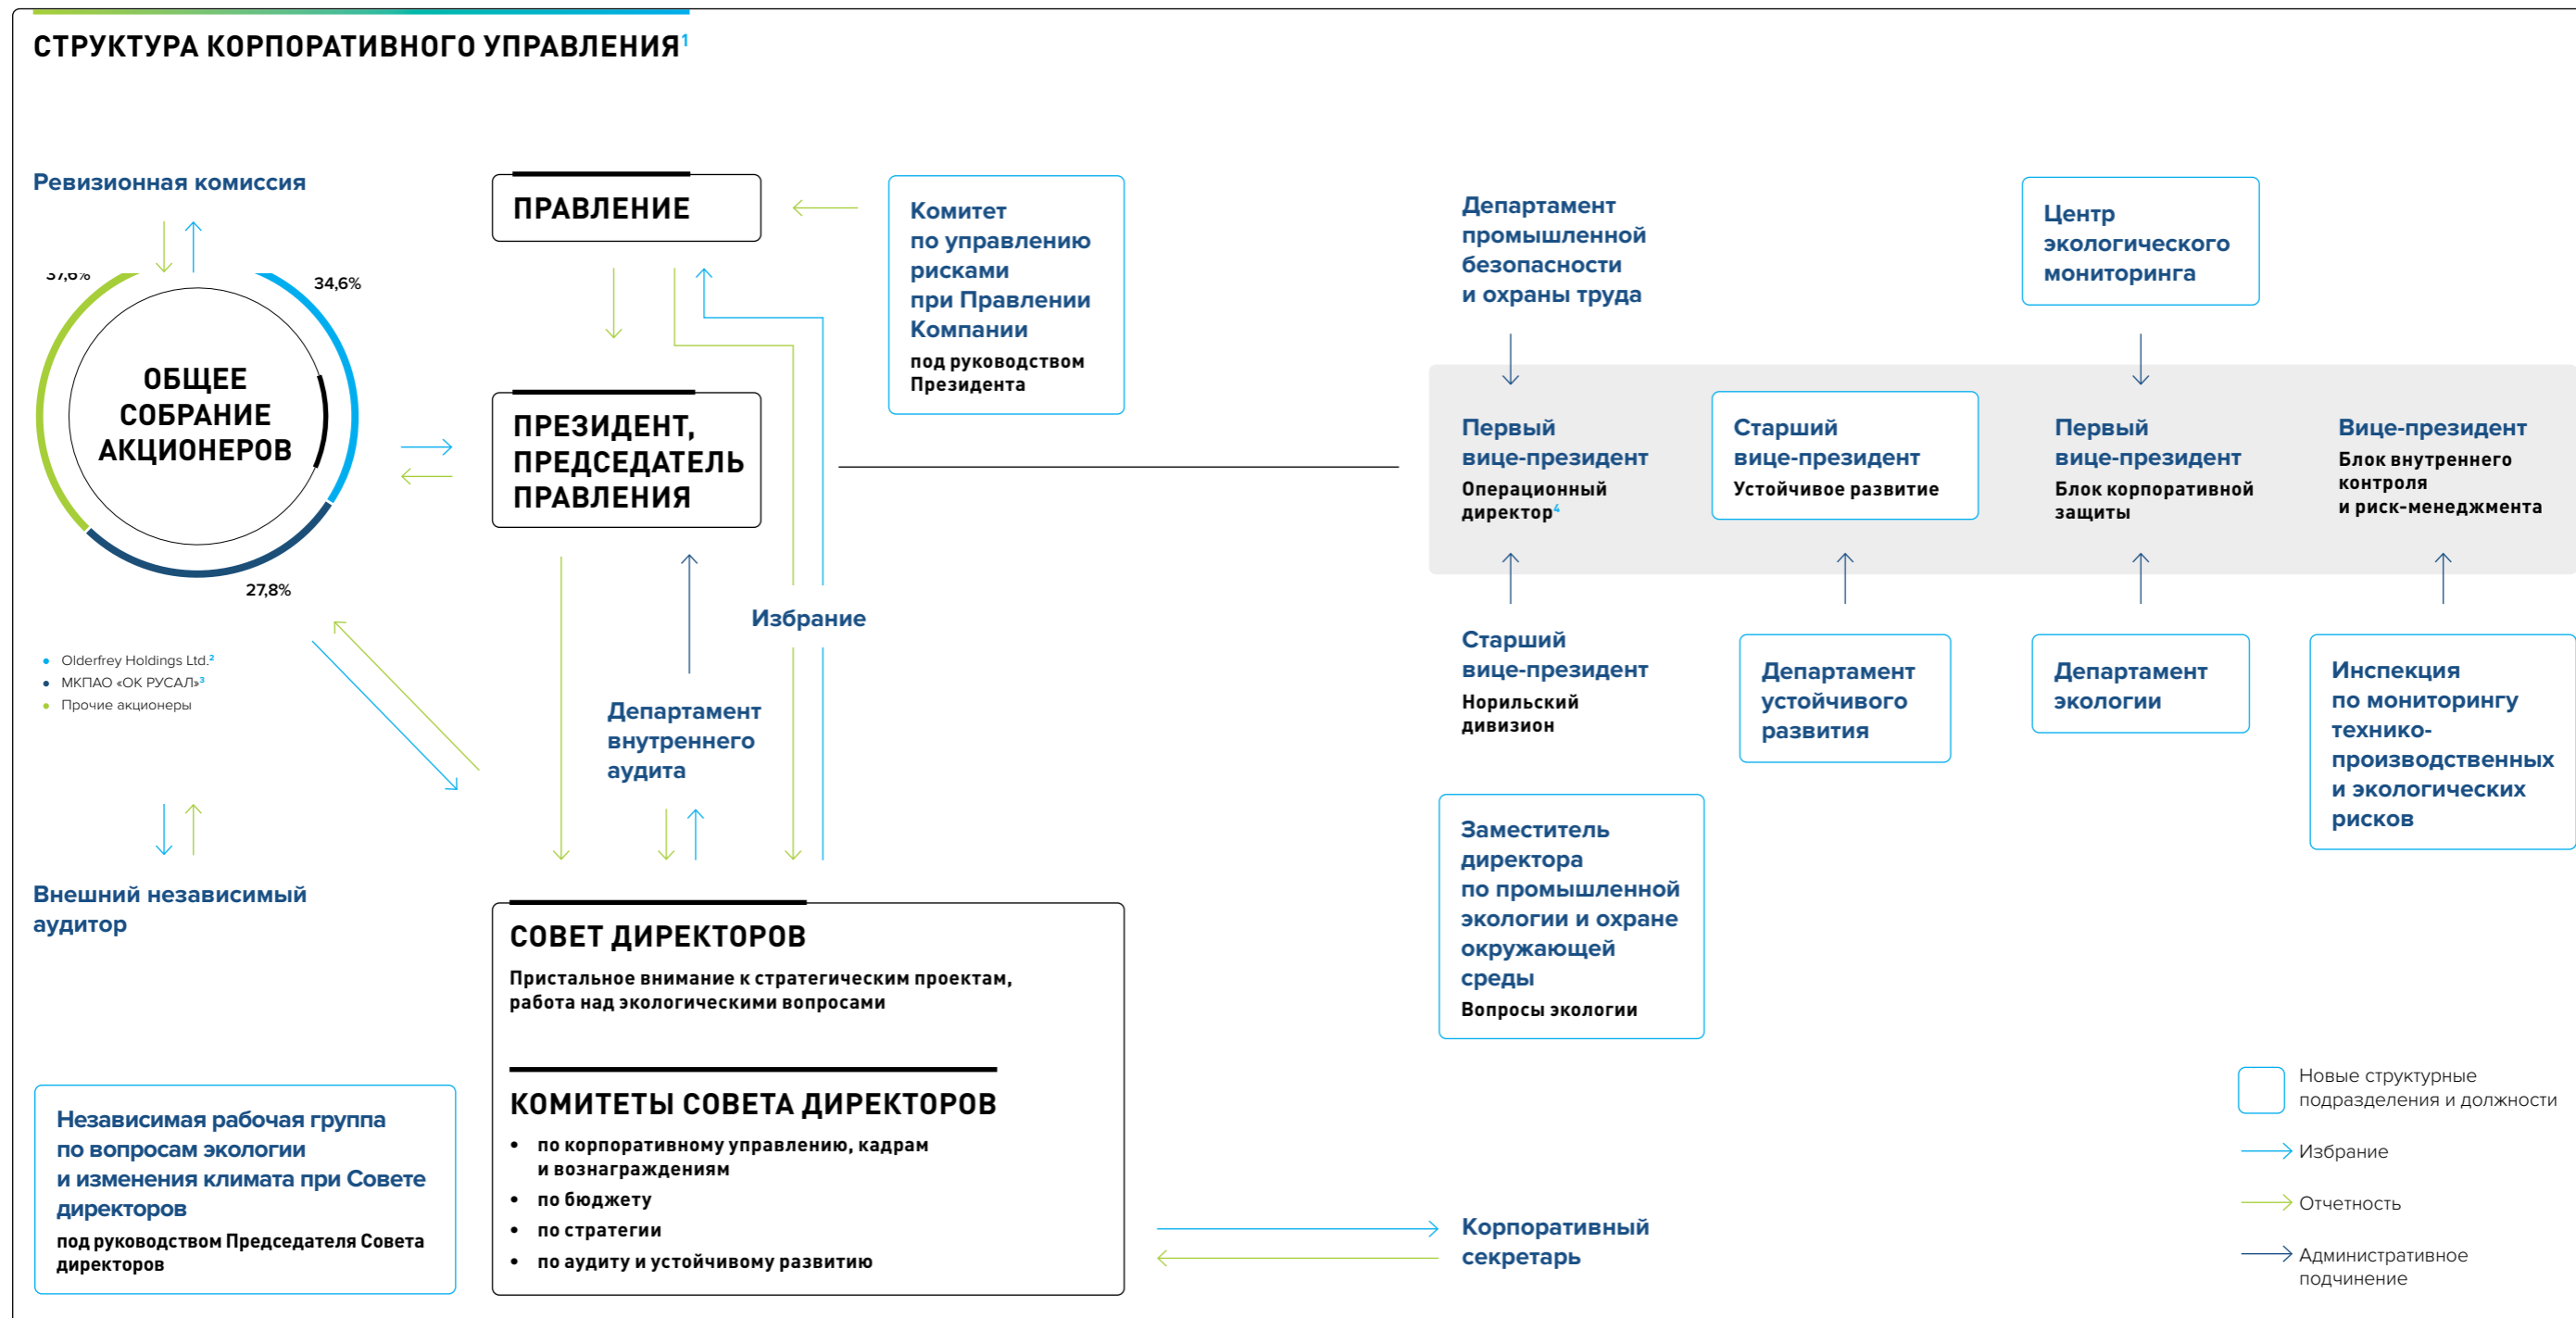 СТРУКТУРА КОРПОРАТИВНОГО УПРАВЛЕНИЯ¹
Ревизионная комиссия
37,6%
34,6%
ОБЩЕЕ
СОБРАНИЕ
АКЦИОНЕРОВ
27,8%
• Olderfrey Holdings Ltd.²
• МКПАО «ОК РУСАЛ»³
• Прочие акционеры
Внешний независимый
аудитор
Независимая рабочая группа
по вопросам экологии
и изменения климата при Совете
директоров
под руководством Председателя Совета
директоров
ПРАВЛЕНИЕ
Комитет
по управлению
рисками
при Правлении
Компании
под руководством
Президента
ПРЕЗИДЕНТ,
ПРЕДСЕДАТЕЛЬ
ПРАВЛЕНИЯ
Избрание
Департамент
внутреннего
аудита
СОВЕТ ДИРЕКТОРОВ
Пристальное внимание к стратегическим проектам,
работа над экологическими вопросами
КОМИТЕТЫ СОВЕТА ДИРЕКТОРОВ
• по корпоративному управлению, кадрам
и вознаграждениям
• по бюджету
• по стратегии
• по аудиту и устойчивому развитию
Корпоративный
секретарь
Департамент
промышленной
безопасности
и охраны труда
Центр
экологического
мониторинга
Первый
вице-президент
Операционный
директор⁴
Старший
вице-президент
Устойчивое развитие
Первый
вице-президент
Блок корпоративной
защиты
Вице-президент
Блок внутреннего
контроля
и риск-менеджмента
Старший
вице-президент
Норильский
дивизион
Департамент
устойчивого
развития
Департамент
экологии
Инспекция
по мониторингу
технико-
производственных
и экологических
рисков
Заместитель
директора
по промышленной
экологии и охране
окружающей
среды
Вопросы экологии
Новые структурные
подразделения и должности
Избрание
Отчетность
Административное
подчинение